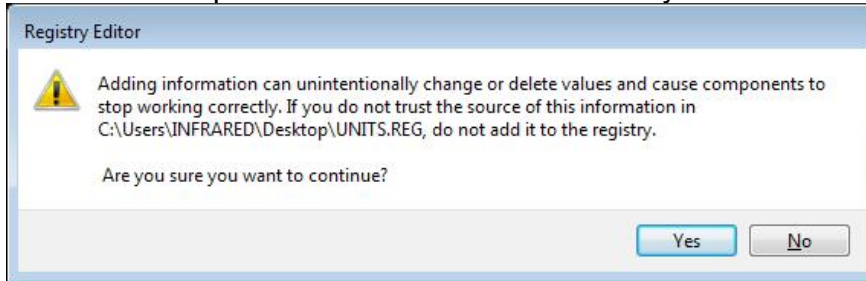 Registry Editor
Adding information can unintentionally change or delete values and cause components to
stop working correctly. If you do not trust the source of this information in
C:\Users\INFRARED\Desktop\UNITS.REG, do not add it to the registry.
Are you sure you want to continue?
Yes No